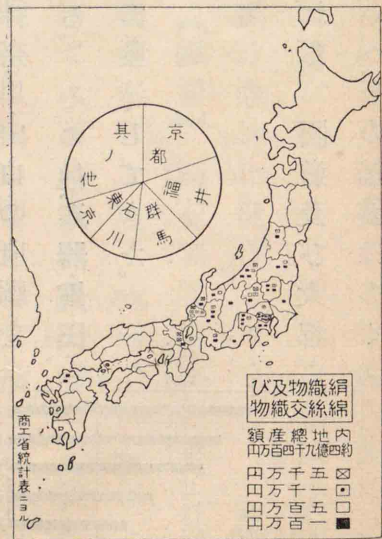 京都
福井
群馬
石川
東京
其ノ他
絹織物及び
絹綿交織物
内地總産額
約四億九千四百万円
五千万円
一千万円
五百万円
一百万円
商工省統計表ニヨル